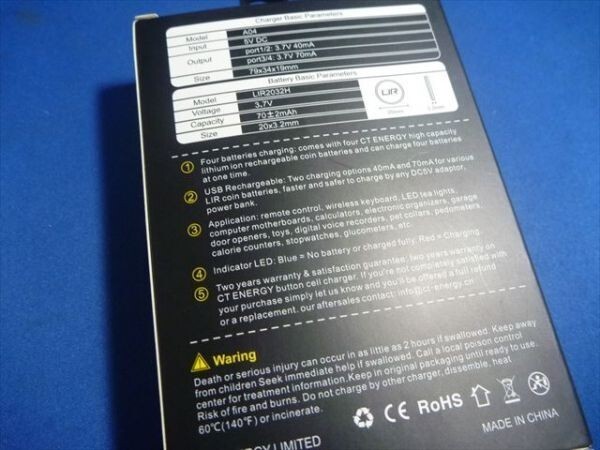 Charger Basic Parameters
Model A04
Input 5V DC
Output port1/2: 3.7V 40mA
port3/4: 3.7V 70mA
Size 79x34x19mm
Battery Basic Parameters
Model LIR2032H
Voltage 3.7V
Capacity 70±2mAh
Size 20x3.2mm
LIR
① Four batteries charging: comes with four CT ENERGY high capacity
lithium ion rechargeable coin batteries and can charge four batteries
at one time.
② USB Rechargeable: Two charging options 40mA and 70mA for various
LIR coin batteries, faster and safer to charge by any DC5V adaptor,
power bank.
③ Application: remote control, wireless keyboard, LED tea lights,
computer motherboards, calculators, electronic organizers, garage
door openers, toys, digital voice recorders, pet collars, pedometers,
calorie counters, stopwatches, glucometers, etc
④ Indicator LED: Blue = No battery or charged fully. Red = Charging.
⑤ Two years warranty & satisfaction guarantee: two years warranty on
CT ENERGY button cell charger. If you're not completely satisfied with
your purchase simply let us know and you'll be offered a full refund
or a replacement. our aftersales contact: info@ct-energy.cn
Waring
Death or serious injury can occur in as little as 2 hours if swallowed. Keep away
from children Seek immediate help if swallowed. Call a local poison control
center for treatment information.Keep in original packaging until ready to use.
Risk of fire and burns. Do not charge by other charger, dissemble, heat
60℃(140℉) or incinerate.
CE RoHS
MADE IN CHINA
LIMITED